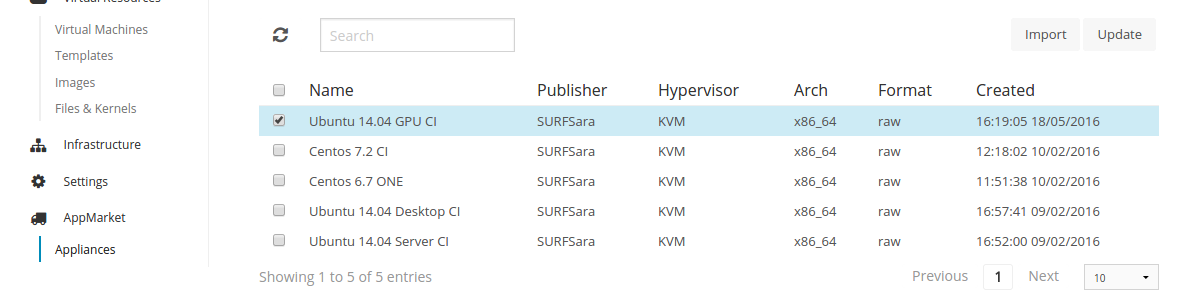 Virtual Resources
Virtual Machines
Templates
Images
Files & Kernels
Infrastructure
Settings
AppMarket
Appliances
Search
Import Update
Name Publisher Hypervisor Arch Format Created
Ubuntu 14.04 GPU CI SURFSara KVM x86_64 raw 16:19:05 18/05/2016
Centos 7.2 CI SURFSara KVM x86_64 raw 12:18:02 10/02/2016
Centos 6.7 ONE SURFSara KVM x86_64 raw 11:51:38 10/02/2016
Ubuntu 14.04 Desktop CI SURFSara KVM x86_64 raw 16:57:41 09/02/2016
Ubuntu 14.04 Server CI SURFSara KVM x86_64 raw 16:52:00 09/02/2016
Showing 1 to 5 of 5 entries
Previous 1 Next 10